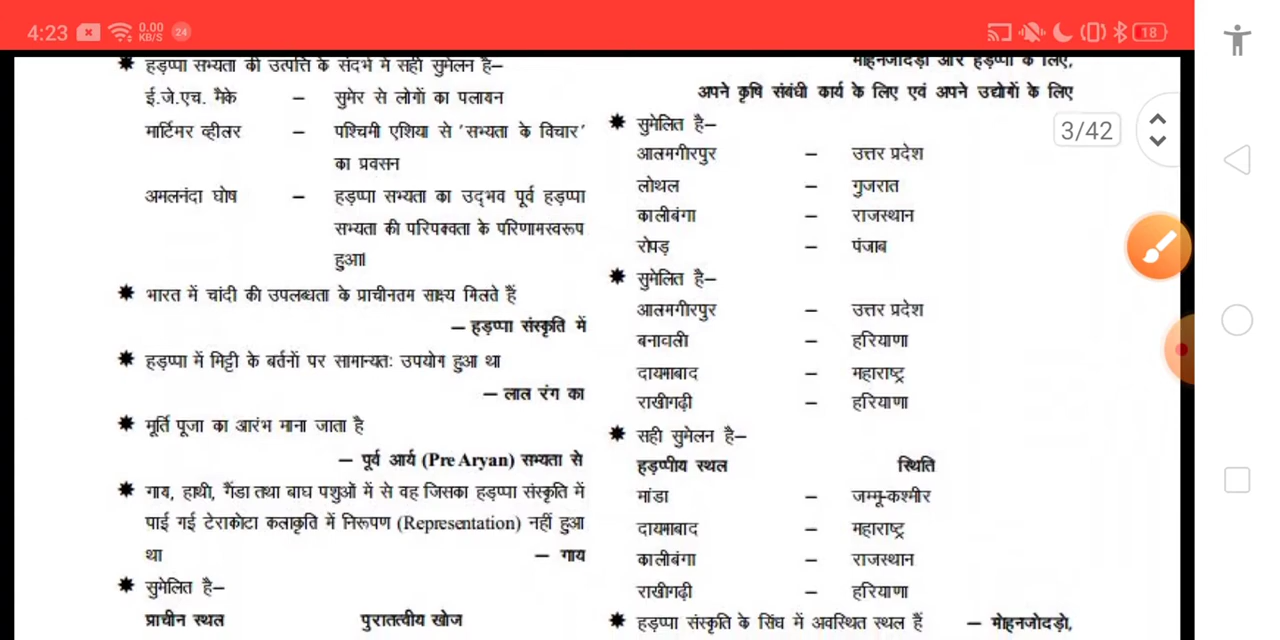 4:23
0.00
KB/S
24
18
3/42
✷ हड़प्पा सभ्यता की उत्पत्ति के संदर्भ में सही सुमेलन है–
ई.जे.एच. मैके – सुमेर से लोगों का पलायन
मार्टिमर व्हीलर – पश्चिमी एशिया से 'सभ्यता के विचार'
का प्रवसन
अमलनंदा घोष – हड़प्पा सभ्यता का उद्भव पूर्व हड़प्पा
सभ्यता की परिपक्वता के परिणामस्वरूप
हुआ।
✷ भारत में चांदी की उपलब्धता के प्राचीनतम साक्ष्य मिलते हैं
– हड़प्पा संस्कृति में
✷ हड़प्पा में मिट्टी के बर्तनों पर सामान्यतः उपयोग हुआ था
– लाल रंग का
✷ मूर्ति पूजा का आरंभ माना जाता है
– पूर्व आर्य (Pre Aryan) सभ्यता से
✷ गाय, हाथी, गैंडा तथा बाघ पशुओं में से वह जिसका हड़प्पा संस्कृति में
पाई गई टेराकोटा कलाकृति में निरूपण (Representation) नहीं हुआ
था – गाय
✷ सुमेलित है–
प्राचीन स्थल पुरातत्वीय खोज
मोहनजोदड़ो और हड़प्पा के लिए,
अपने कृषि संबंधी कार्य के लिए एवं अपने उद्योगों के लिए
✷ सुमेलित है–
आलमगीरपुर – उत्तर प्रदेश
लोथल – गुजरात
कालीबंगा – राजस्थान
रोपड़ – पंजाब
✷ सुमेलित है–
आलमगीरपुर – उत्तर प्रदेश
बनावली – हरियाणा
दायमाबाद – महाराष्ट्र
राखीगढ़ी – हरियाणा
✷ सही सुमेलन है–
हड़प्पीय स्थल स्थिति
मांडा – जम्मू-कश्मीर
दायमाबाद – महाराष्ट्र
कालीबंगा – राजस्थान
राखीगढ़ी – हरियाणा
✷ हड़प्पा संस्कृति के सिंघ में अवस्थित स्थल हैं – मोहनजोदड़ो,